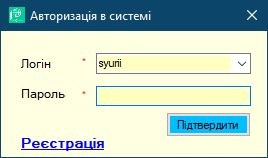 Авторизація в системі
Логін * syurii
Пароль *
Підтвердити
Реєстрація